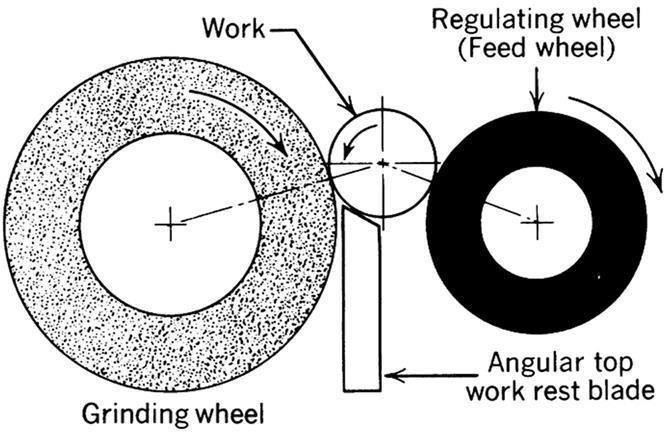 Work
Regulating wheel
(Feed wheel)
Angular top
work rest blade
Grinding wheel